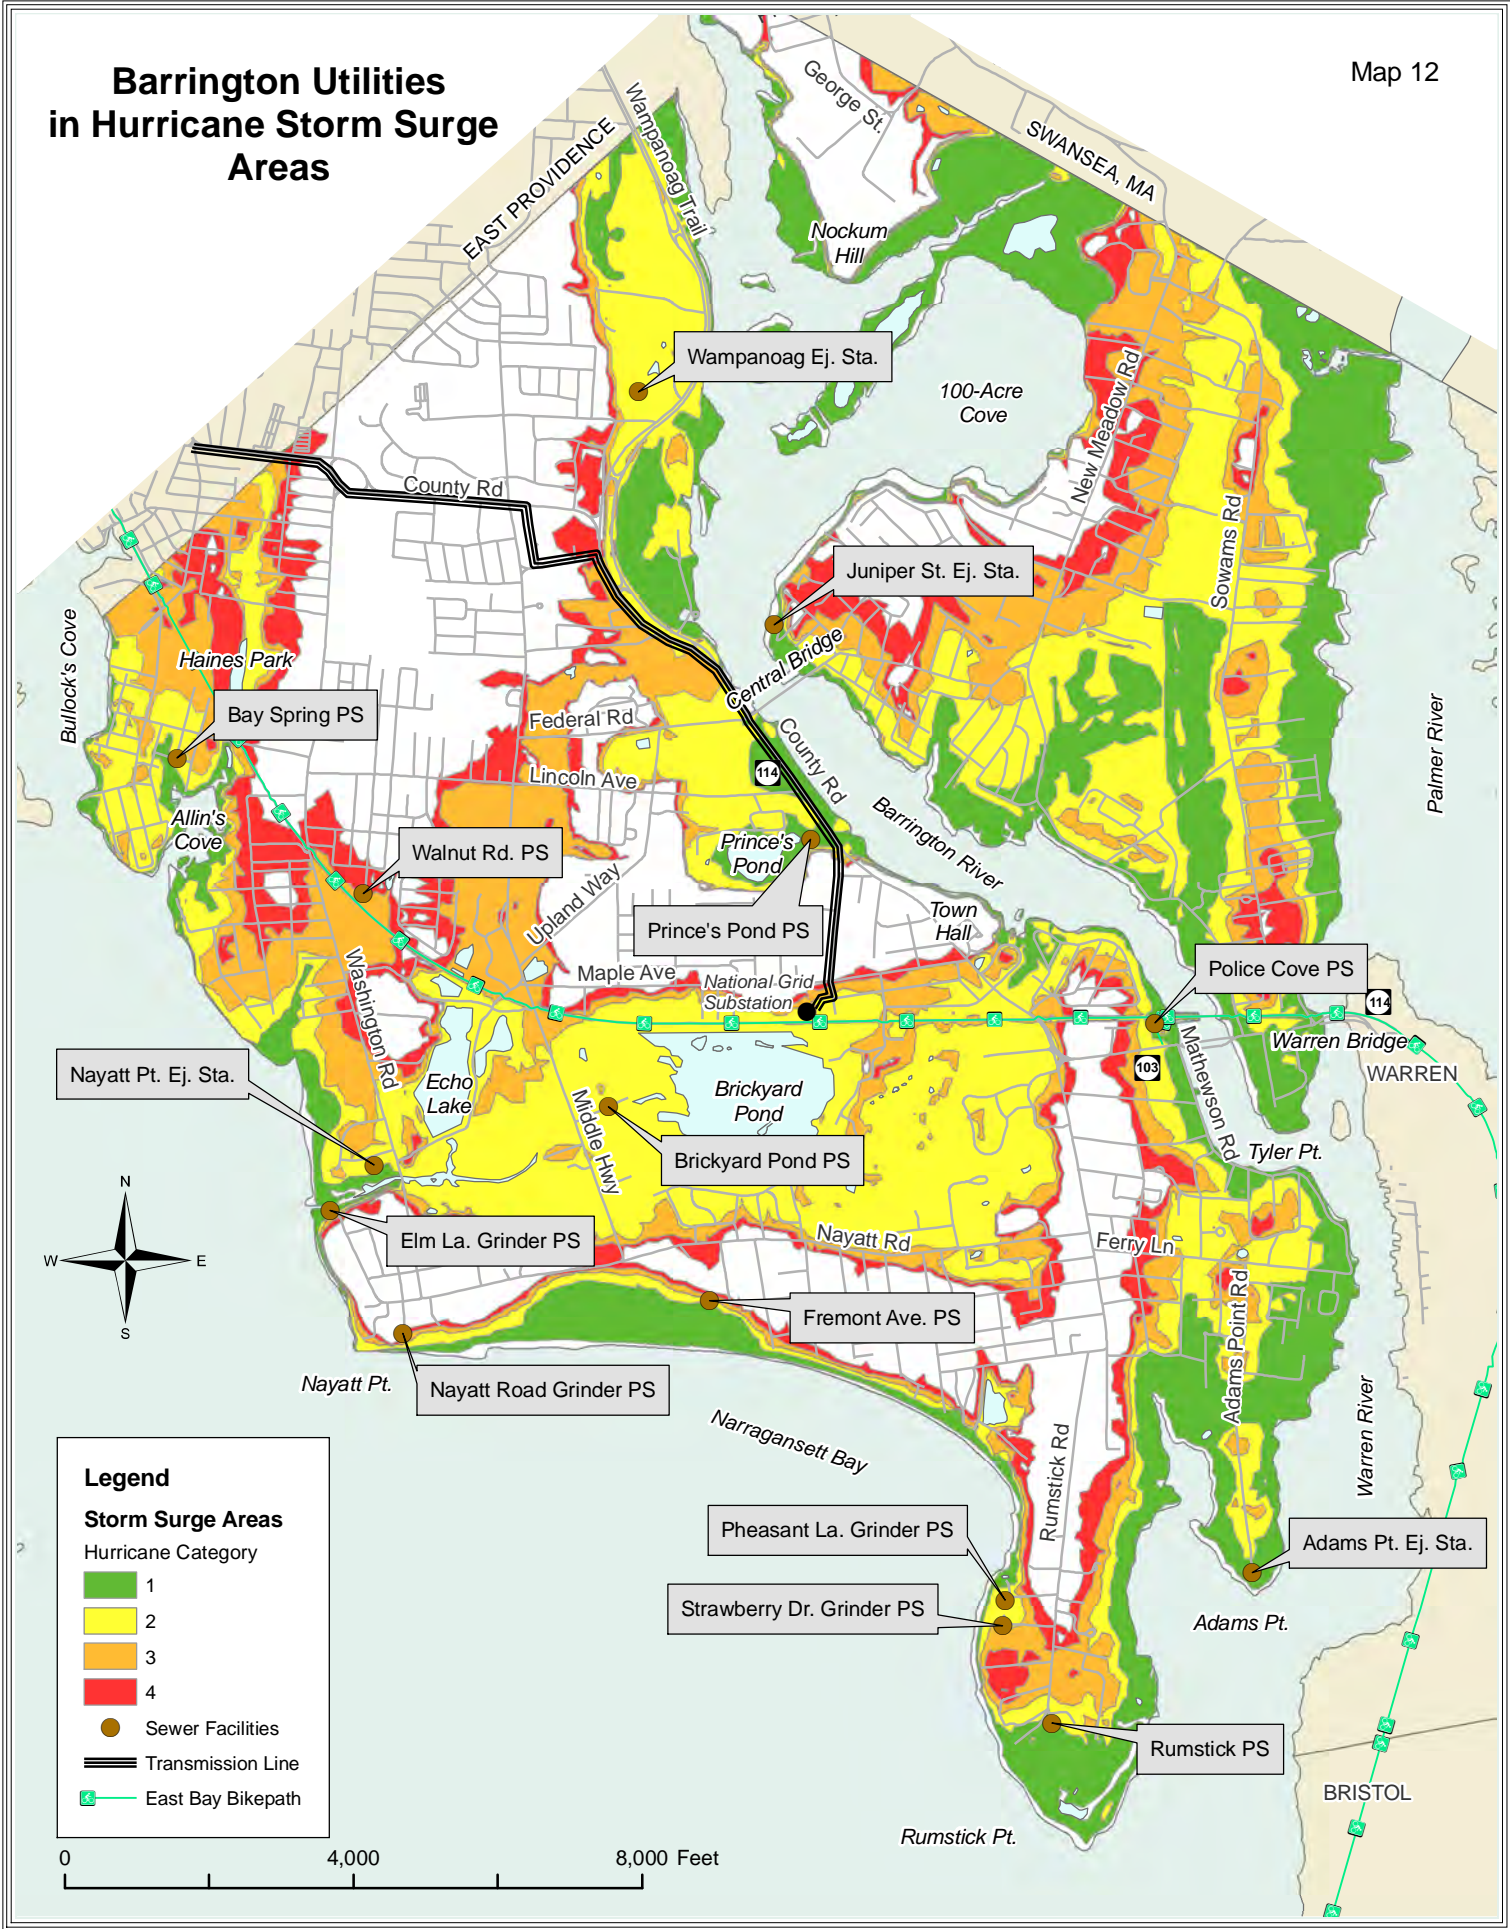 Barrington Utilities
in Hurricane Storm Surge
Areas
Map 12
EAST PROVIDENCE
Wampanoag Trail
George St.
SWANSEA, MA
Nockum
Hill
Wampanoag Ej. Sta.
100-Acre
Cove
New Meadow Rd
County Rd
Sowams Rd
Juniper St. Ej. Sta.
Bullock's Cove
Haines Park
Central Bridge
Bay Spring PS
Federal Rd
County Rd
Palmer River
Lincoln Ave
114
Allin's
Cove
Barrington River
Walnut Rd. PS
Prince's
Pond
Upland Way
Prince's Pond PS
Town
Hall
Maple Ave
National Grid
Substation
Police Cove PS
114
Washington Rd
Warren Bridge
WARREN
Nayatt Pt. Ej. Sta.
Echo
Lake
Brickyard
Pond
103
Mathewson Rd
Middle Hwy
Brickyard Pond PS
Tyler Pt.
N
W
E
S
Elm La. Grinder PS
Nayatt Rd
Ferry Ln
Fremont Ave. PS
Adams Point Rd
Nayatt Pt.
Nayatt Road Grinder PS
Narragansett Bay
Rumstick Rd
Warren River
Legend
Storm Surge Areas
Hurricane Category
1
2
3
4
Sewer Facilities
Transmission Line
East Bay Bikepath
Pheasant La. Grinder PS
Adams Pt. Ej. Sta.
Strawberry Dr. Grinder PS
Adams Pt.
Rumstick PS
BRISTOL
Rumstick Pt.
0
4,000
8,000 Feet